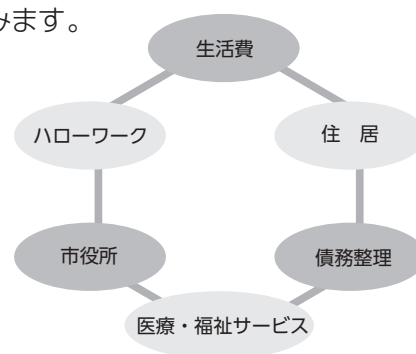 みます。
生活費
ハローワーク
住　居
市役所
債務整理
医療・福祉サービス